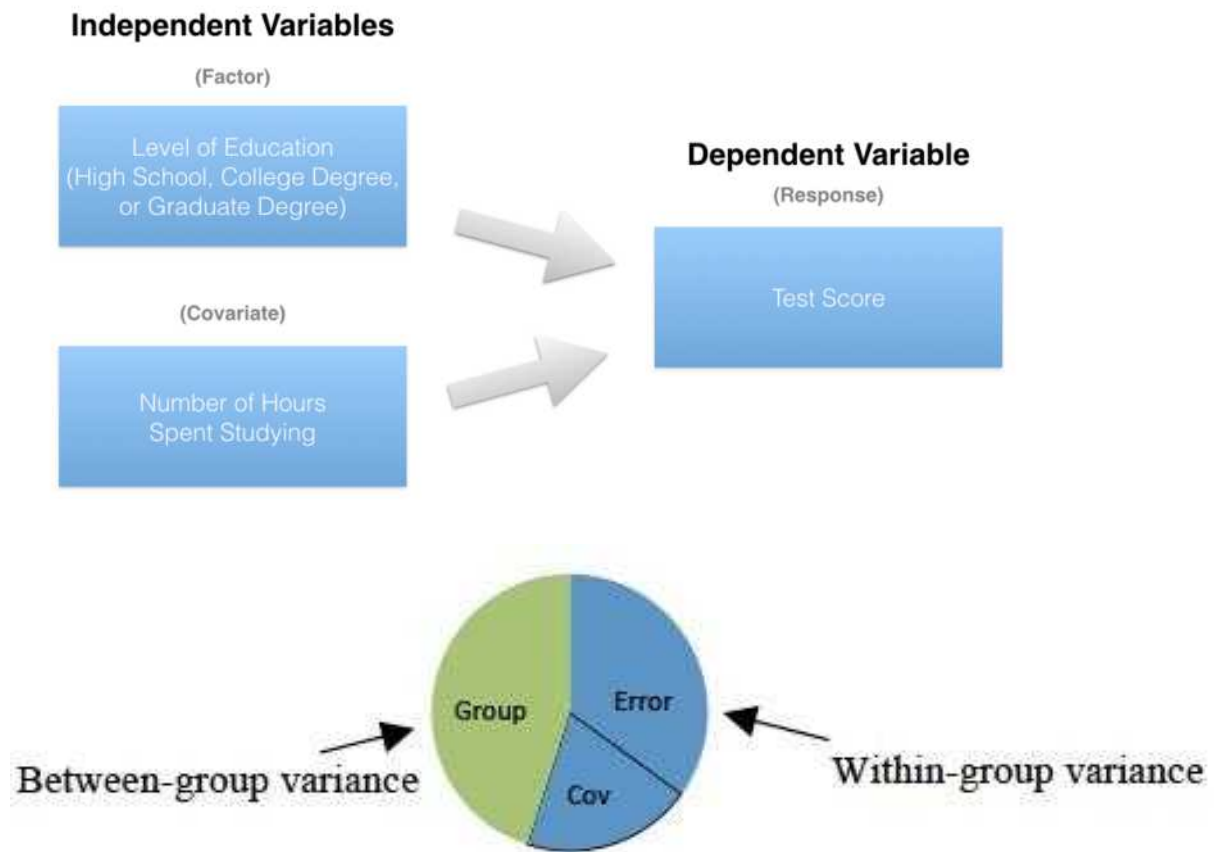 Independent Variables
(Factor)
Level of Education
(High School, College Degree,
or Graduate Degree)
Dependent Variable
(Response)
Test Score
(Covariate)
Number of Hours
Spent Studying
Group
Error
Cov
Between-group variance
Within-group variance